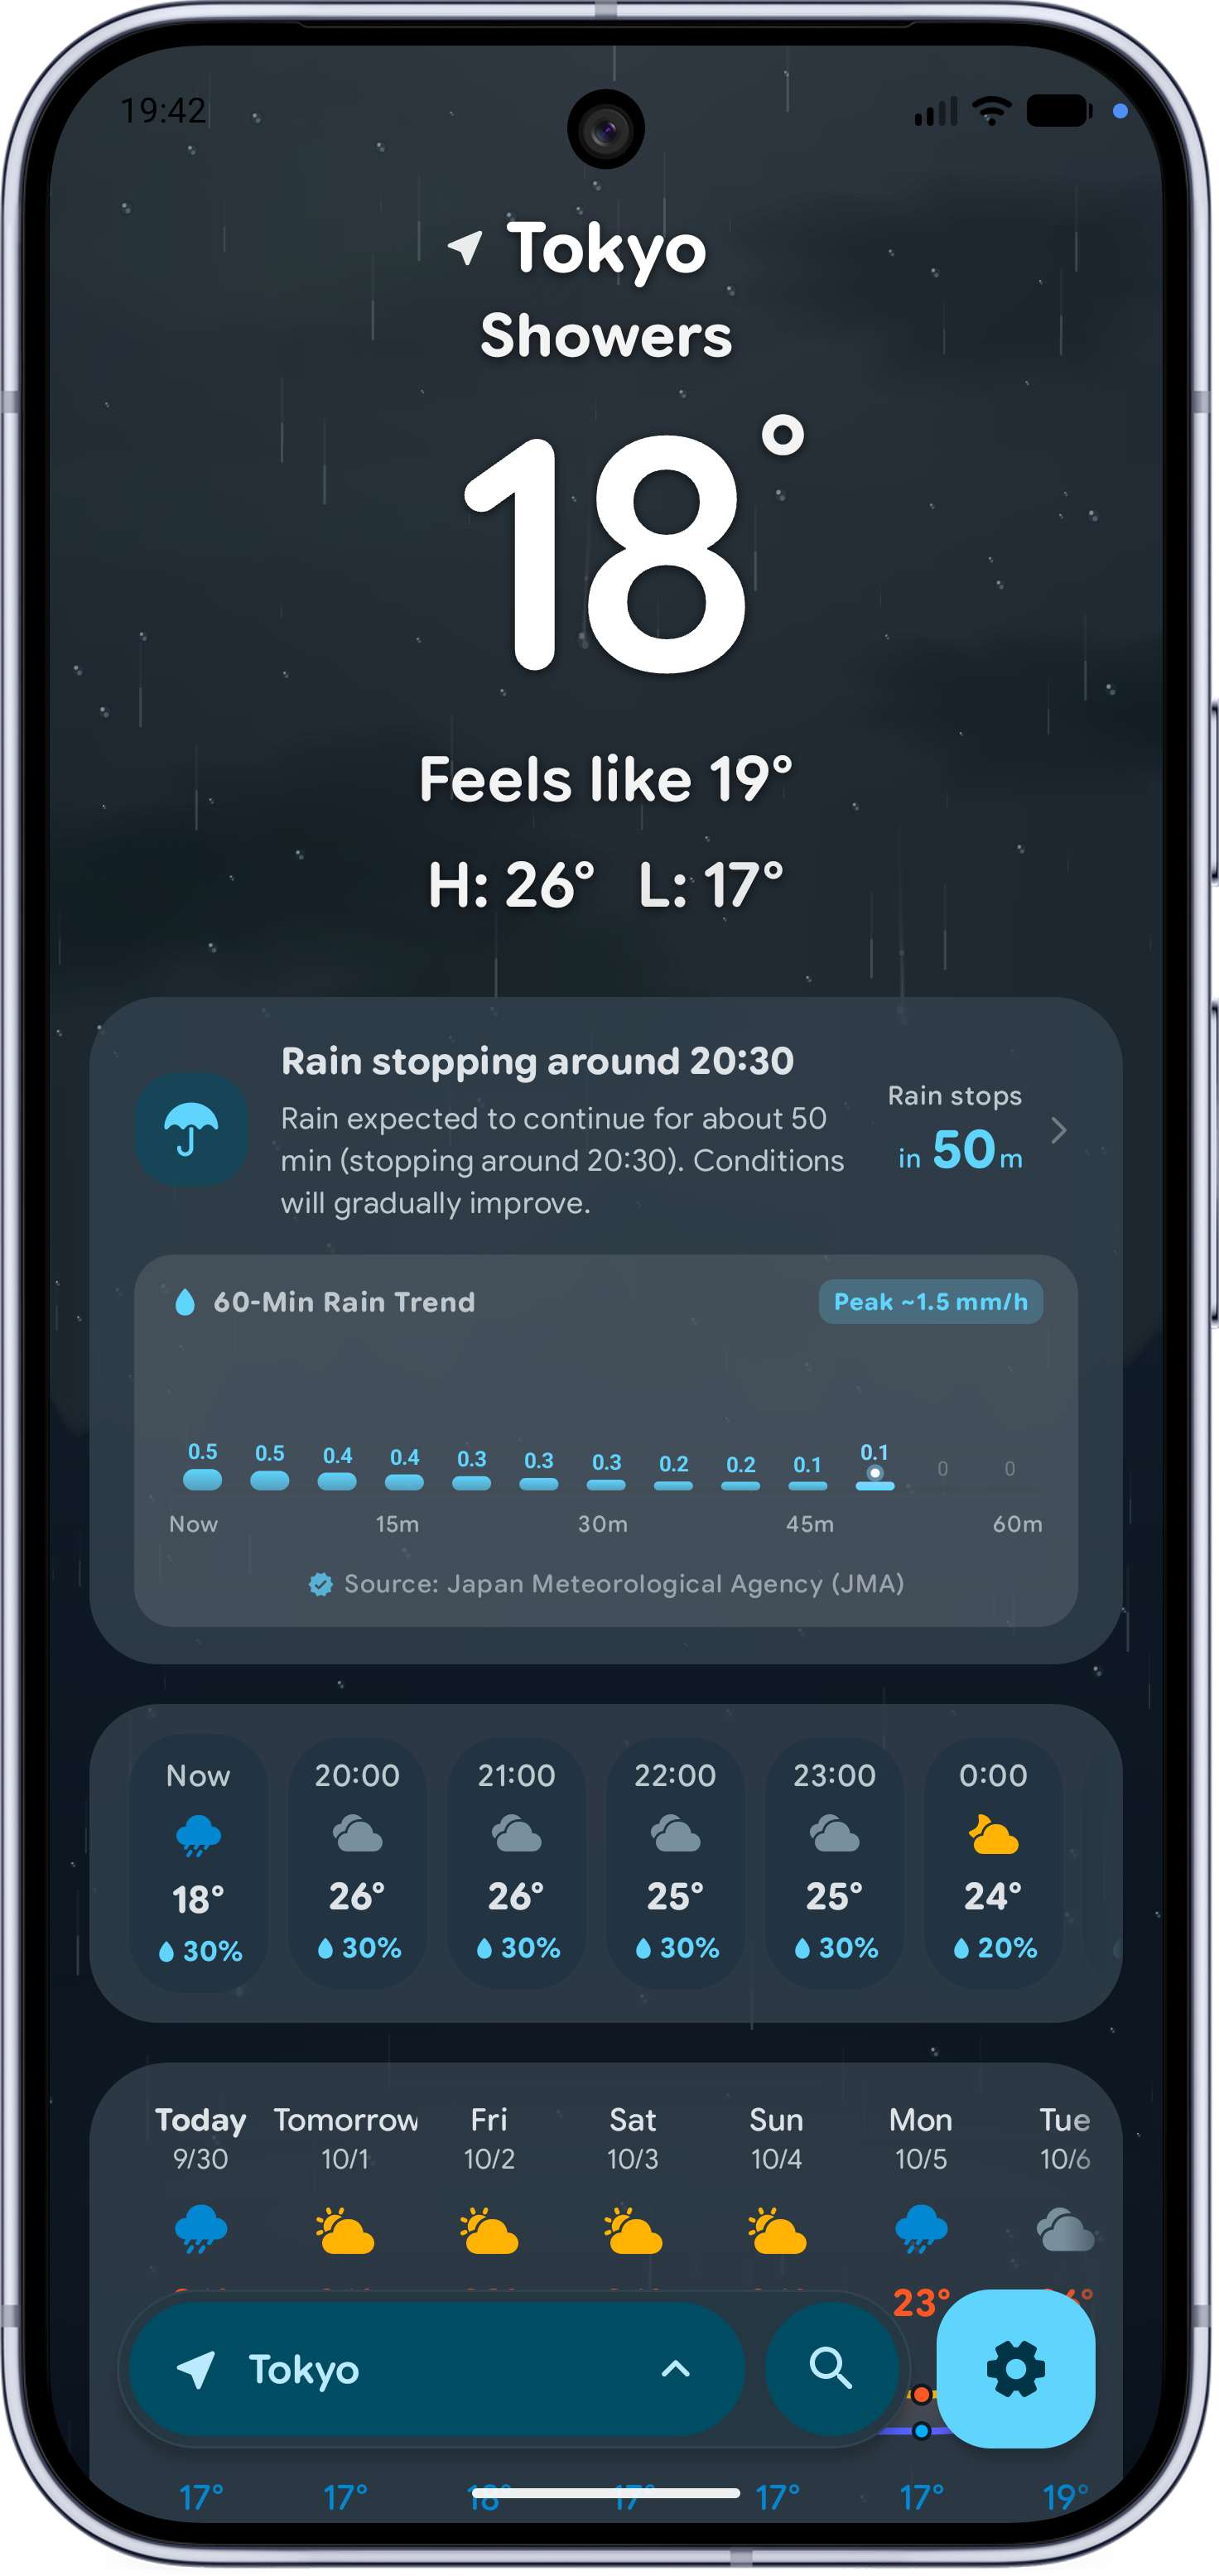 19:42
Tokyo
Showers
18°
Feels like 19°
H: 26° L: 17°
Rain stopping around 20:30
Rain expected to continue for about 50
min (stopping around 20:30). Conditions
will gradually improve.
Rain stops
in 50m
60-Min Rain Trend
Peak ~1.5 mm/h
0.5 0.5 0.4 0.4 0.3 0.3 0.3 0.2 0.2 0.1 0.1 0 0
Now 15m 30m 45m 60m
Source: Japan Meteorological Agency (JMA)
Now 20:00 21:00 22:00 23:00 0:00
18° 26° 26° 25° 25° 24°
30% 30% 30% 30% 30% 20%
Today Tomorrow Fri Sat Sun Mon Tue
9/30 10/1 10/2 10/3 10/4 10/5 10/6
23°
Tokyo
17° 17° 18° 17° 17° 17° 19°